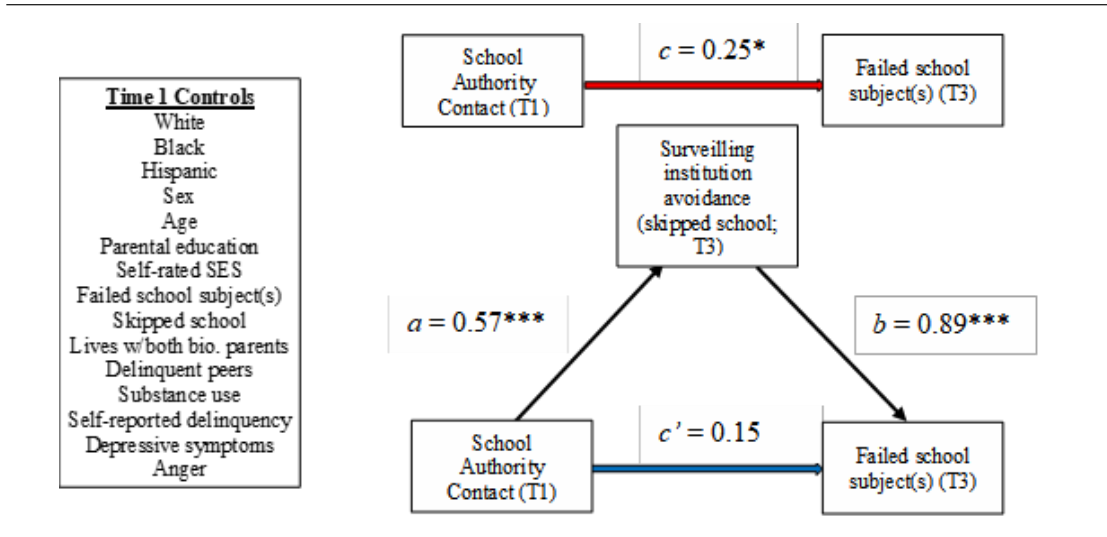 Time 1 Controls
White
Black
Hispanic
Sex
Age
Parental education
Self-rated SES
Failed school subject(s)
Skipped school
Lives w/both bio. parents
Delinquent peers
Substance use
Self-reported delinquency
Depressive symptoms
Anger
School
Authority
Contact (T1)
c = 0.25*
Failed school
subject(s) (T3)
Surveilling
institution
avoidance
(skipped school;
T3)
a = 0.57***
b = 0.89***
School
Authority
Contact (T1)
c' = 0.15
Failed school
subject(s) (T3)